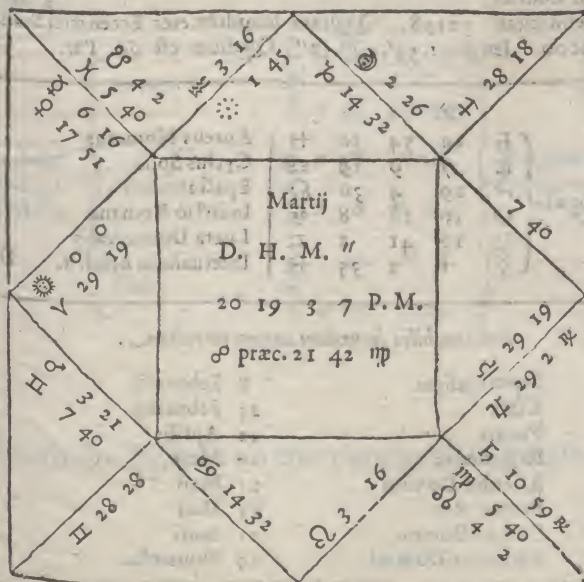 ☋ 4 2
♓ 5 40
☿ ♀ 6 16
17 51
♒ 3 16
1 45
2 26
♑ 14 32
♐ 28 18
7 40
Martij
D. H. M. "
20 19 3 7 P. M.
☍ præc. 21 42 ♍
☉ 0 0
♈ 29 19
♎ 29 19
♃ 29 2 ℞
♂ 3 21
♊ 7 40
♄ 10 59 ℞
♍ 5 40
☊ 4 2
♊ 28 28
♋ 14 32
♌ 3 16